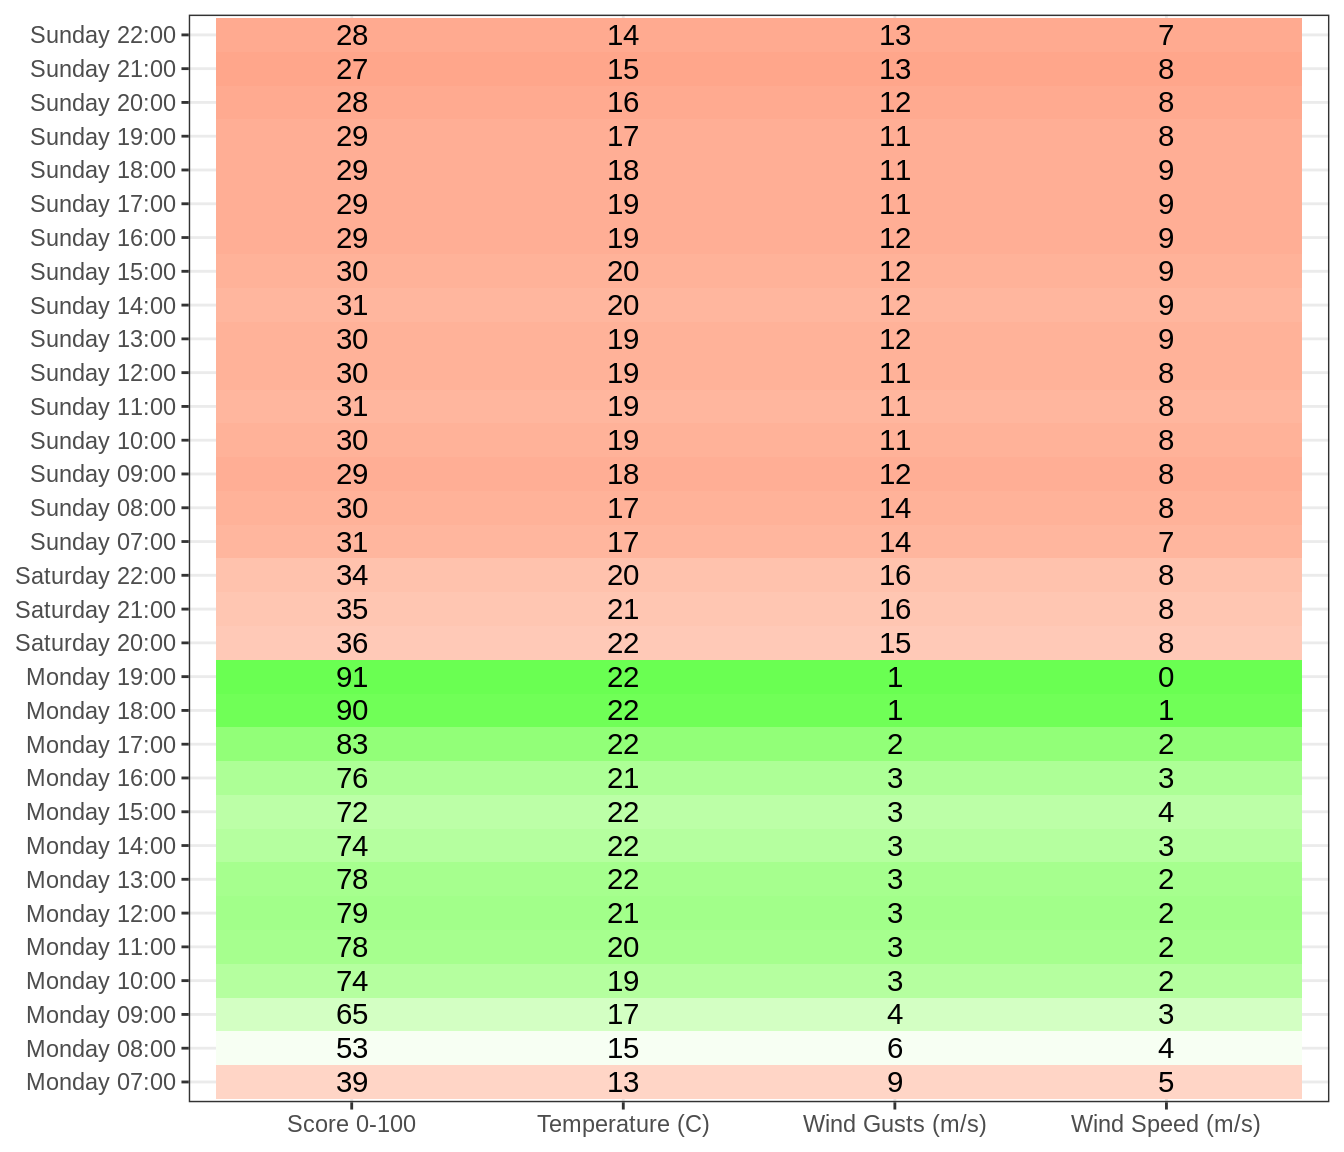 Sunday 22:00 28 14 13 7
Sunday 21:00 27 15 13 8
Sunday 20:00 28 16 12 8
Sunday 19:00 29 17 11 8
Sunday 18:00 29 18 11 9
Sunday 17:00 29 19 11 9
Sunday 16:00 29 19 12 9
Sunday 15:00 30 20 12 9
Sunday 14:00 31 20 12 9
Sunday 13:00 30 19 12 9
Sunday 12:00 30 19 11 8
Sunday 11:00 31 19 11 8
Sunday 10:00 30 19 11 8
Sunday 09:00 29 18 12 8
Sunday 08:00 30 17 14 8
Sunday 07:00 31 17 14 7
Saturday 22:00 34 20 16 8
Saturday 21:00 35 21 16 8
Saturday 20:00 36 22 15 8
Monday 19:00 91 22 1 0
Monday 18:00 90 22 1 1
Monday 17:00 83 22 2 2
Monday 16:00 76 21 3 3
Monday 15:00 72 22 3 4
Monday 14:00 74 22 3 3
Monday 13:00 78 22 3 2
Monday 12:00 79 21 3 2
Monday 11:00 78 20 3 2
Monday 10:00 74 19 3 2
Monday 09:00 65 17 4 3
Monday 08:00 53 15 6 4
Monday 07:00 39 13 9 5
Score 0-100 Temperature (C) Wind Gusts (m/s) Wind Speed (m/s)